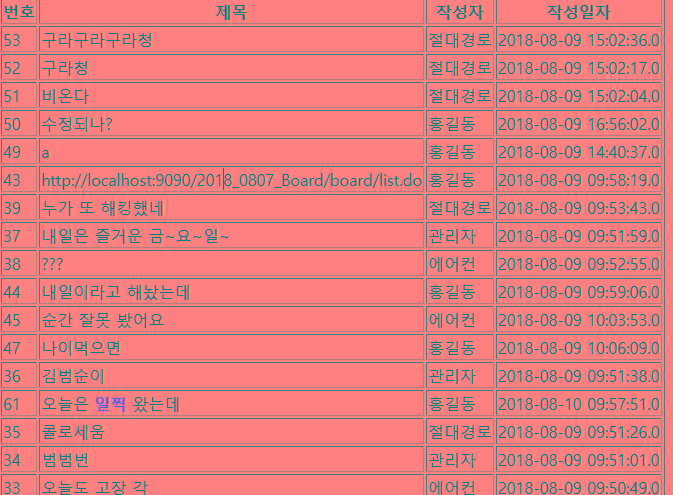 번호 제목 작성자 작성일자
53 구라구라구라청 절대경로 2018-08-09 15:02:36.0
52 구라청 절대경로 2018-08-09 15:02:17.0
51 비온다 절대경로 2018-08-09 15:02:04.0
50 수정되나? 홍길동 2018-08-09 16:56:02.0
49 a 홍길동 2018-08-09 14:40:37.0
43 http://localhost:9090/2018_0807_Board/board/list.do 홍길동 2018-08-09 09:58:19.0
39 누가 또 해킹했네 절대경로 2018-08-09 09:53:43.0
37 내일은 즐거운 금~요~일~ 관리자 2018-08-09 09:51:59.0
38 ??? 에어컨 2018-08-09 09:52:55.0
44 내일이라고 해놨는데 홍길동 2018-08-09 09:59:06.0
45 순간 잘못 봤어요 에어컨 2018-08-09 10:03:53.0
47 나이먹으면 홍길동 2018-08-09 10:06:09.0
36 김범순이 관리자 2018-08-09 09:51:38.0
61 오늘은 일찍 왔는데 홍길동 2018-08-10 09:57:51.0
35 콜로세움 절대경로 2018-08-09 09:51:26.0
34 범범번 관리자 2018-08-09 09:51:01.0
33 오늘도 고장 각 에어컨 2018-08-09 09:50:49.0